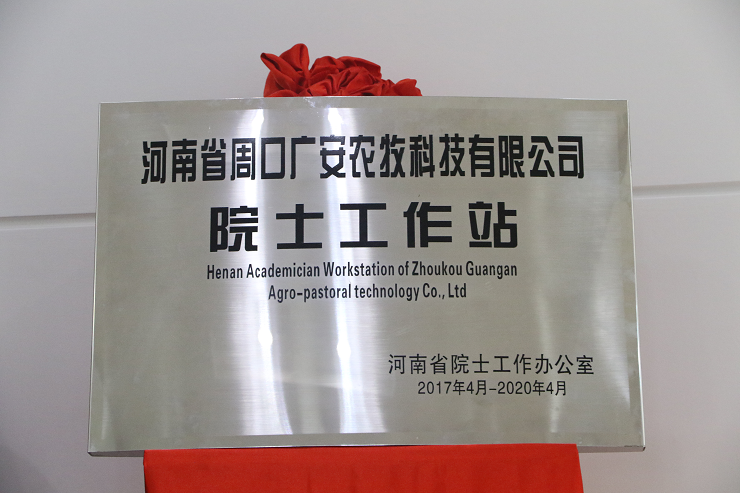 河南省周口广安农牧科技有限公司
院士工作站
Henan Academician Workstation of Zhoukou Guangan
Agro-pastoral technology Co., Ltd
河南省院士工作办公室
2017年4月-2020年4月